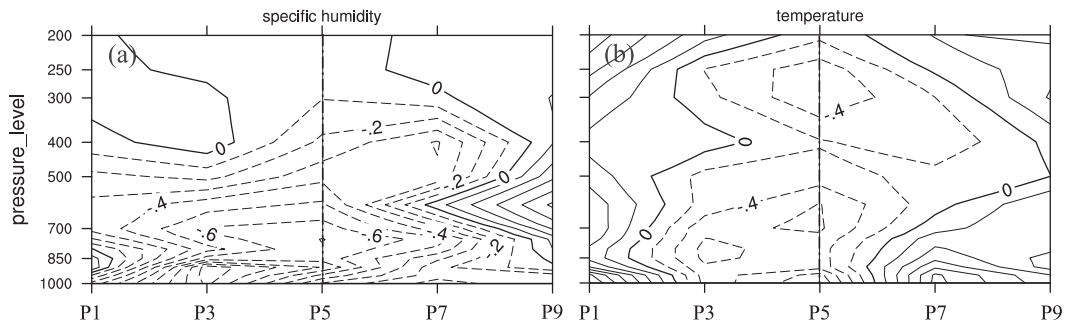 specific humidity
temperature
pressure_level
200
250
300
400
500
700
850
1000
(a)
0
0
-.2
-.4
-.6
-.6
-.4
-.2
.2
0
P1
P3
P5
P7
P9
(b)
0
0
0
-.4
-.4
P1
P3
P5
P7
P9